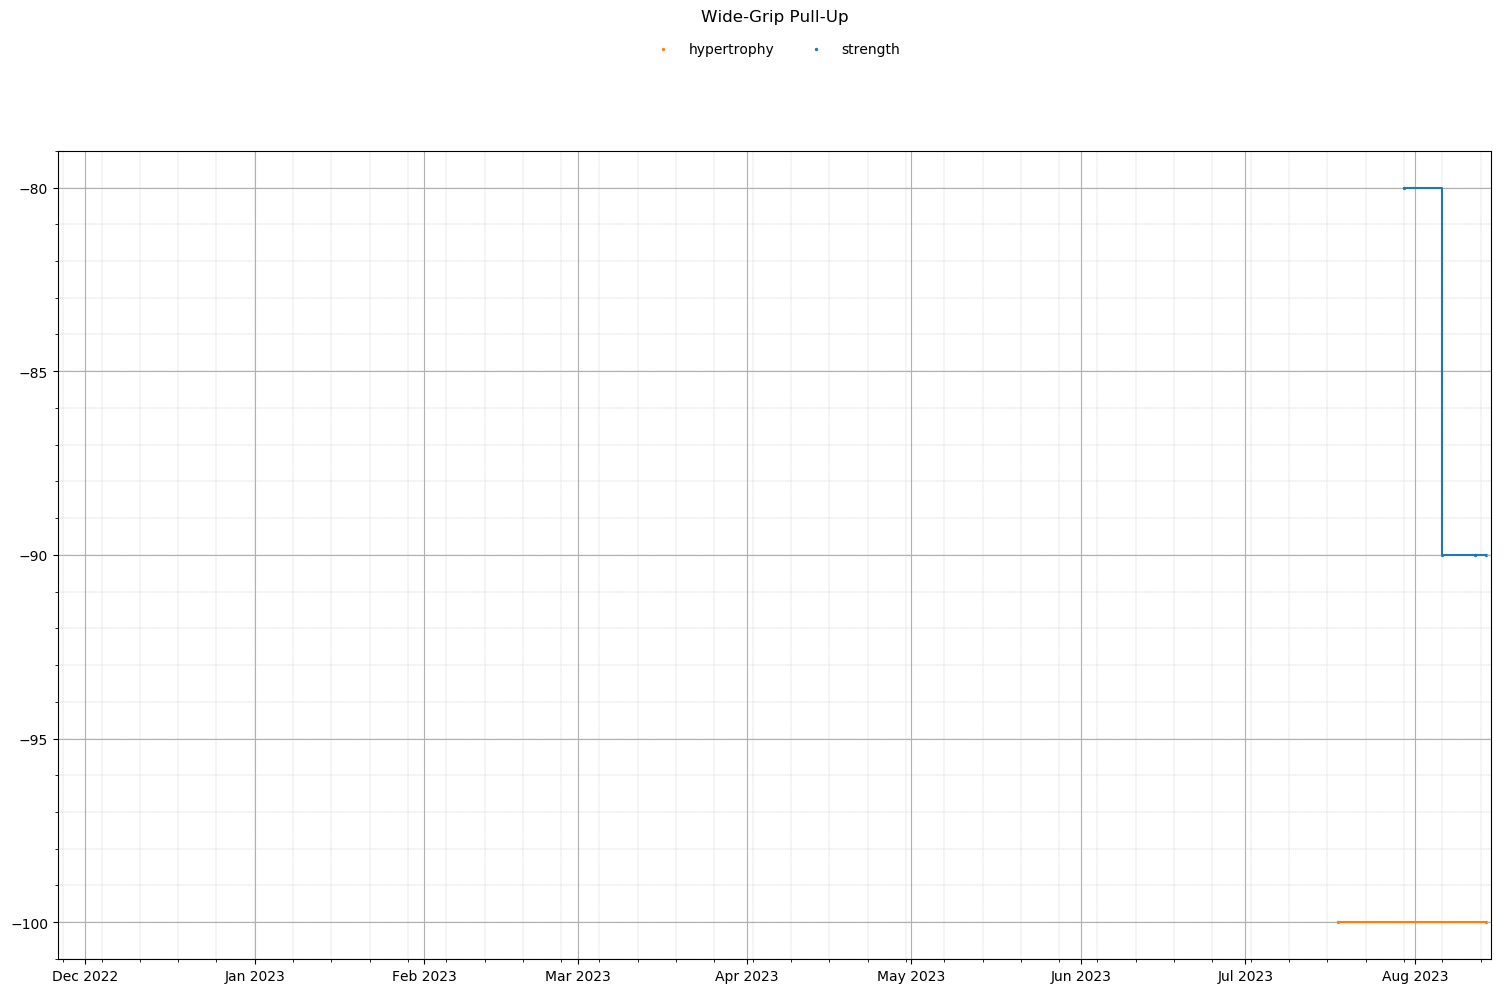 Wide-Grip Pull-Up
hypertrophy strength
−80
−85
−90
−95
−100
Dec 2022 Jan 2023 Feb 2023 Mar 2023 Apr 2023 May 2023 Jun 2023 Jul 2023 Aug 2023